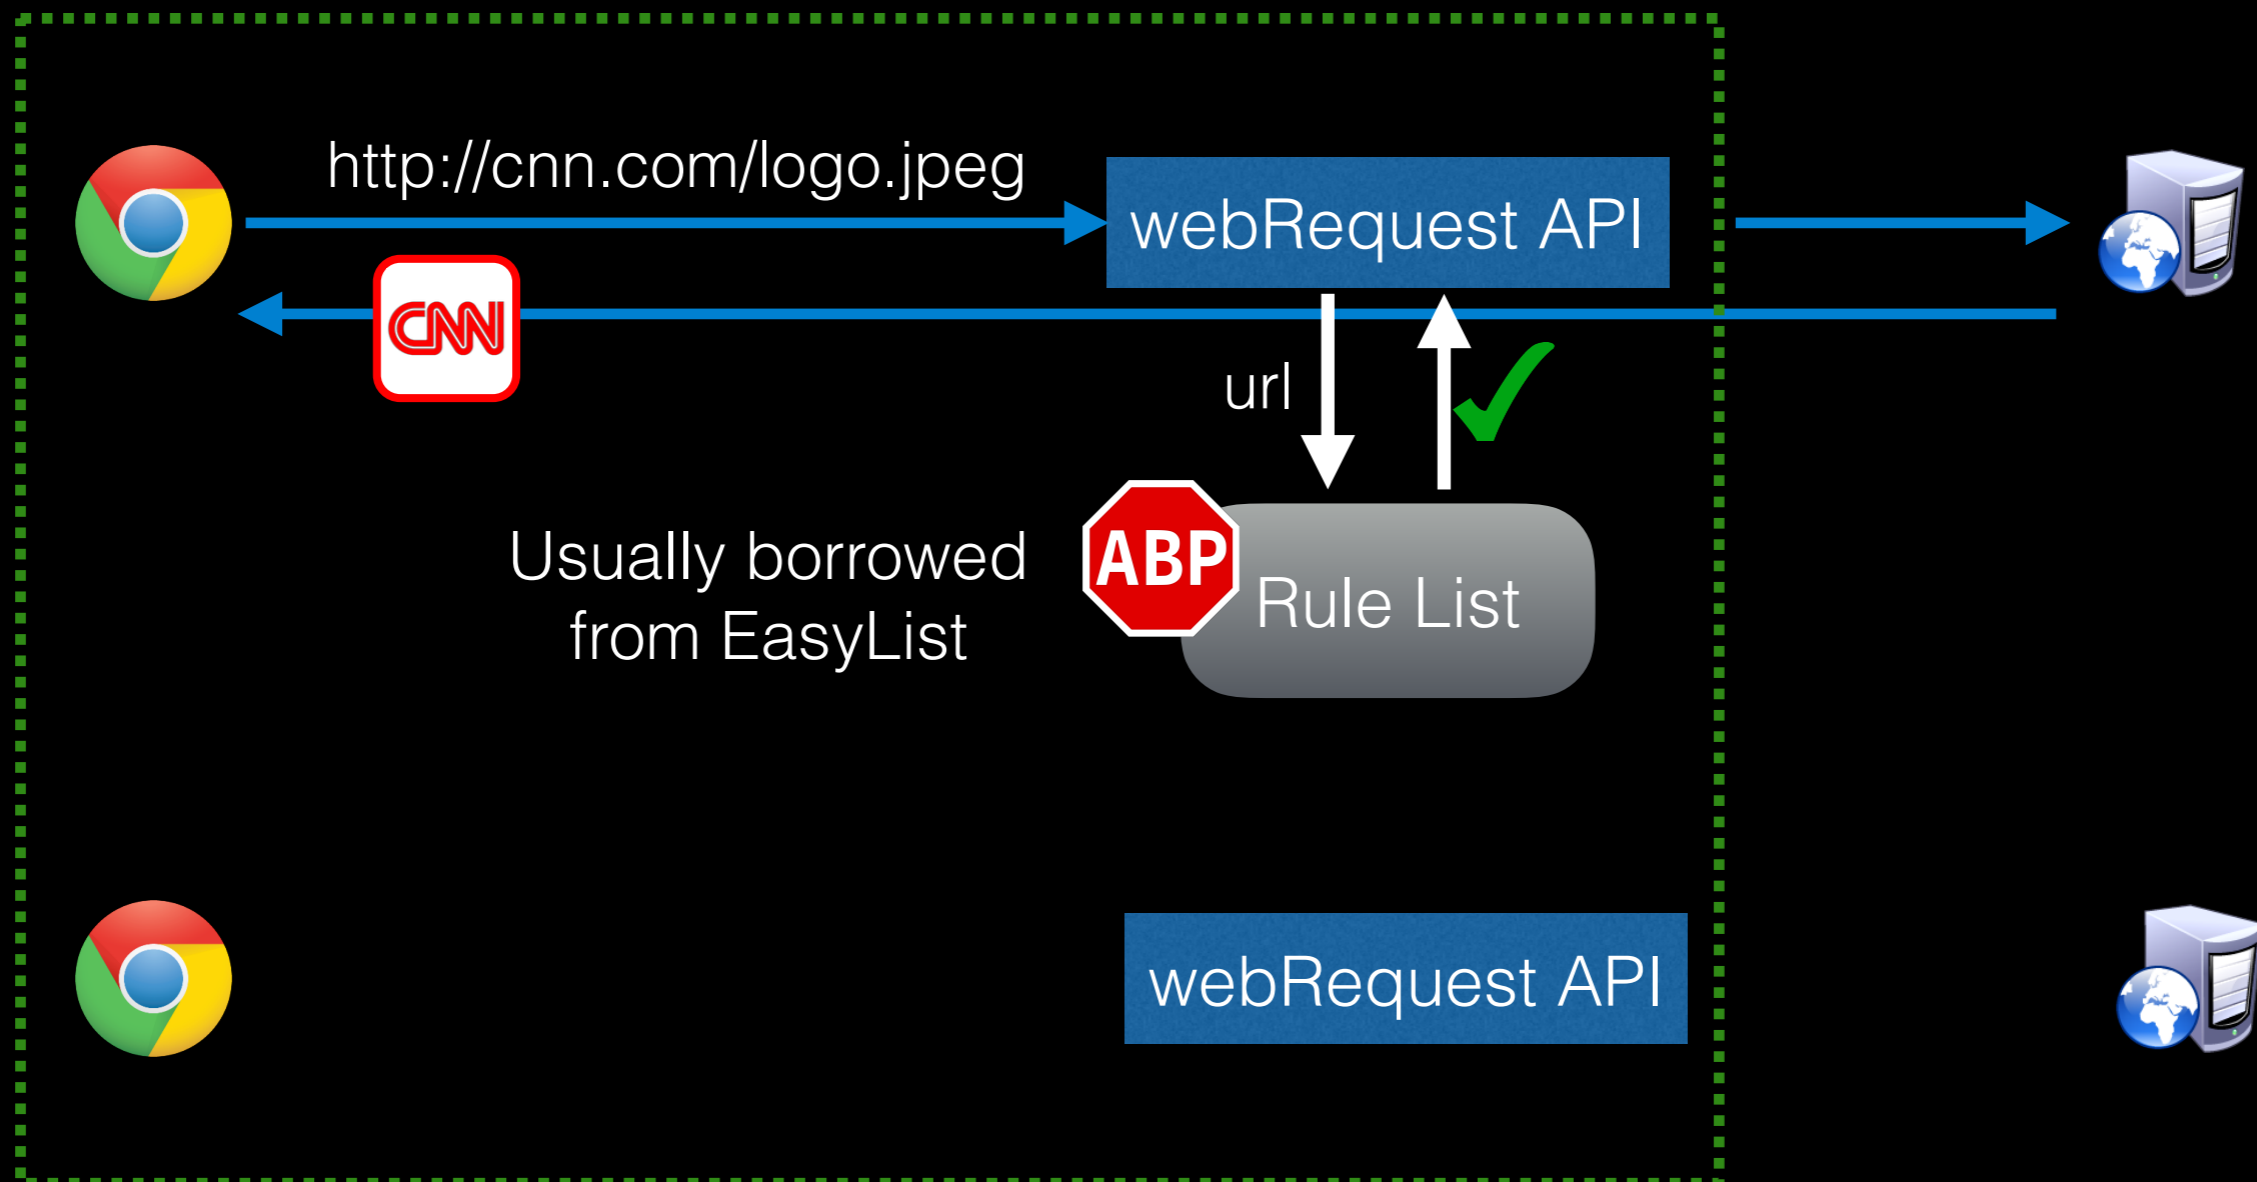 http://cnn.com/logo.jpeg
webRequest API
CNN
url
ABP
Rule List
Usually borrowed
from EasyList
webRequest API